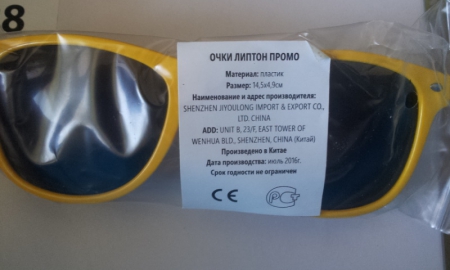 8
ОЧКИ ЛИПТОН ПРОМО
Материал: пластик
Размер: 14,5x4,9см
Наименование и адрес производителя:
SHENZHEN JIYOULONG IMPORT & EXPORT CO.,
LTD. CHINA
ADD: UNIT B, 23/F, EAST TOWER OF
WENHUA BLD., SHENZHEN, CHINA (Китай)
Произведено в Китае
Дата производства: июль 2016г.
Срок годности не ограничен
CE РСТ